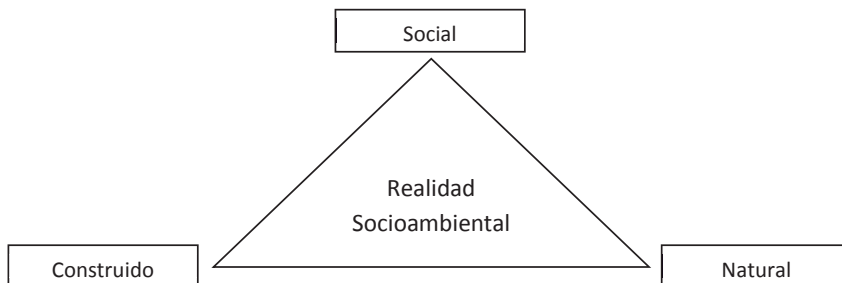 Social
Realidad
Socioambiental
Construido
Natural